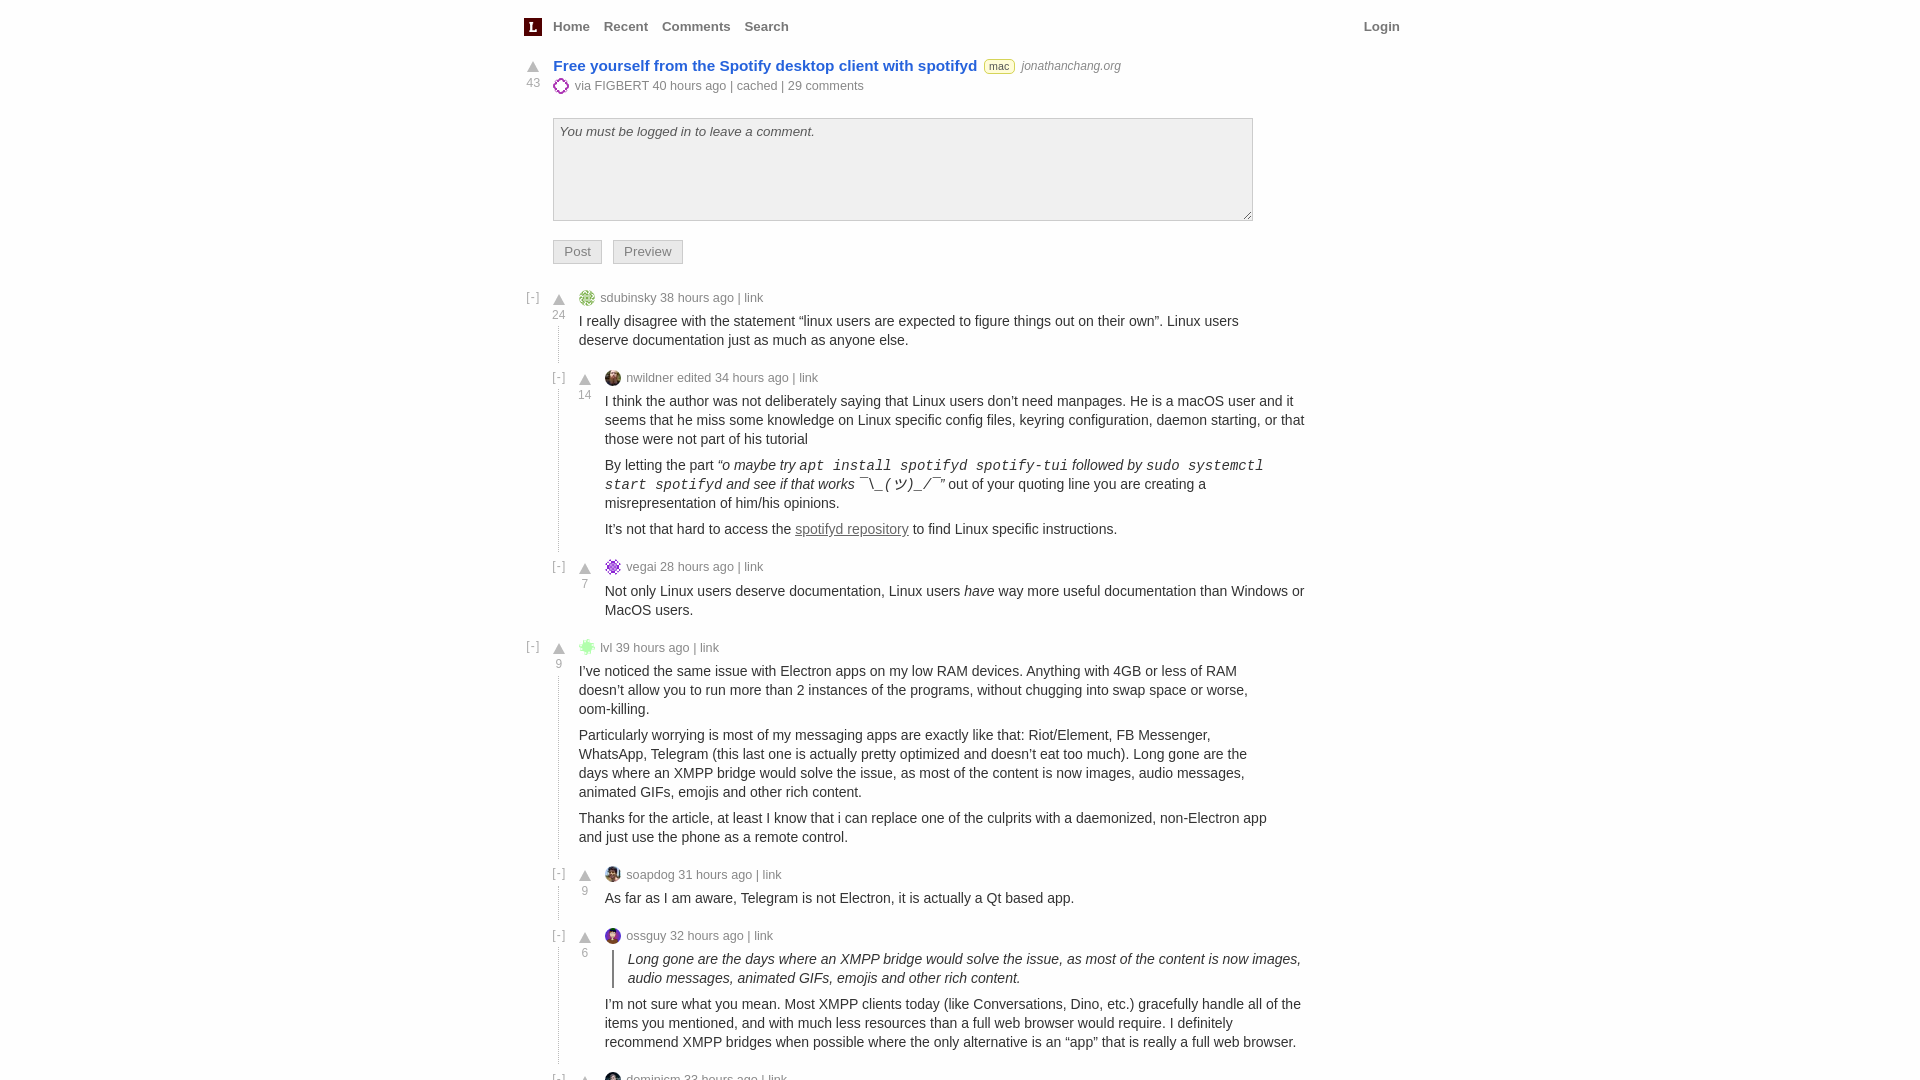 L Home Recent Comments Search Login
Free yourself from the Spotify desktop client with spotifyd mac jonathanchang.org
43 via FIGBERT 40 hours ago | cached | 29 comments
You must be logged in to leave a comment.
Post Preview
[-] sdubinsky 38 hours ago | link
24
I really disagree with the statement “linux users are expected to figure things out on their own”. Linux users
deserve documentation just as much as anyone else.
[-] nwildner edited 34 hours ago | link
14
I think the author was not deliberately saying that Linux users don’t need manpages. He is a macOS user and it
seems that he miss some knowledge on Linux specific config files, keyring configuration, daemon starting, or that
those were not part of his tutorial
By letting the part “o maybe try apt install spotifyd spotify-tui followed by sudo systemctl
start spotifyd and see if that works ¯\_(ツ)_/¯” out of your quoting line you are creating a
misrepresentation of him/his opinions.
It’s not that hard to access the spotifyd repository to find Linux specific instructions.
[-] vegai 28 hours ago | link
7
Not only Linux users deserve documentation, Linux users have way more useful documentation than Windows or
MacOS users.
[-] lvl 39 hours ago | link
9
I’ve noticed the same issue with Electron apps on my low RAM devices. Anything with 4GB or less of RAM
doesn’t allow you to run more than 2 instances of the programs, without chugging into swap space or worse,
oom-killing.
Particularly worrying is most of my messaging apps are exactly like that: Riot/Element, FB Messenger,
WhatsApp, Telegram (this last one is actually pretty optimized and doesn’t eat too much). Long gone are the
days where an XMPP bridge would solve the issue, as most of the content is now images, audio messages,
animated GIFs, emojis and other rich content.
Thanks for the article, at least I know that i can replace one of the culprits with a daemonized, non-Electron app
and just use the phone as a remote control.
[-] soapdog 31 hours ago | link
9
As far as I am aware, Telegram is not Electron, it is actually a Qt based app.
[-] ossguy 32 hours ago | link
6
Long gone are the days where an XMPP bridge would solve the issue, as most of the content is now images,
audio messages, animated GIFs, emojis and other rich content.
I’m not sure what you mean. Most XMPP clients today (like Conversations, Dino, etc.) gracefully handle all of the
items you mentioned, and with much less resources than a full web browser would require. I definitely
recommend XMPP bridges when possible where the only alternative is an “app” that is really a full web browser.
[-] dominicm 33 hours ago | link